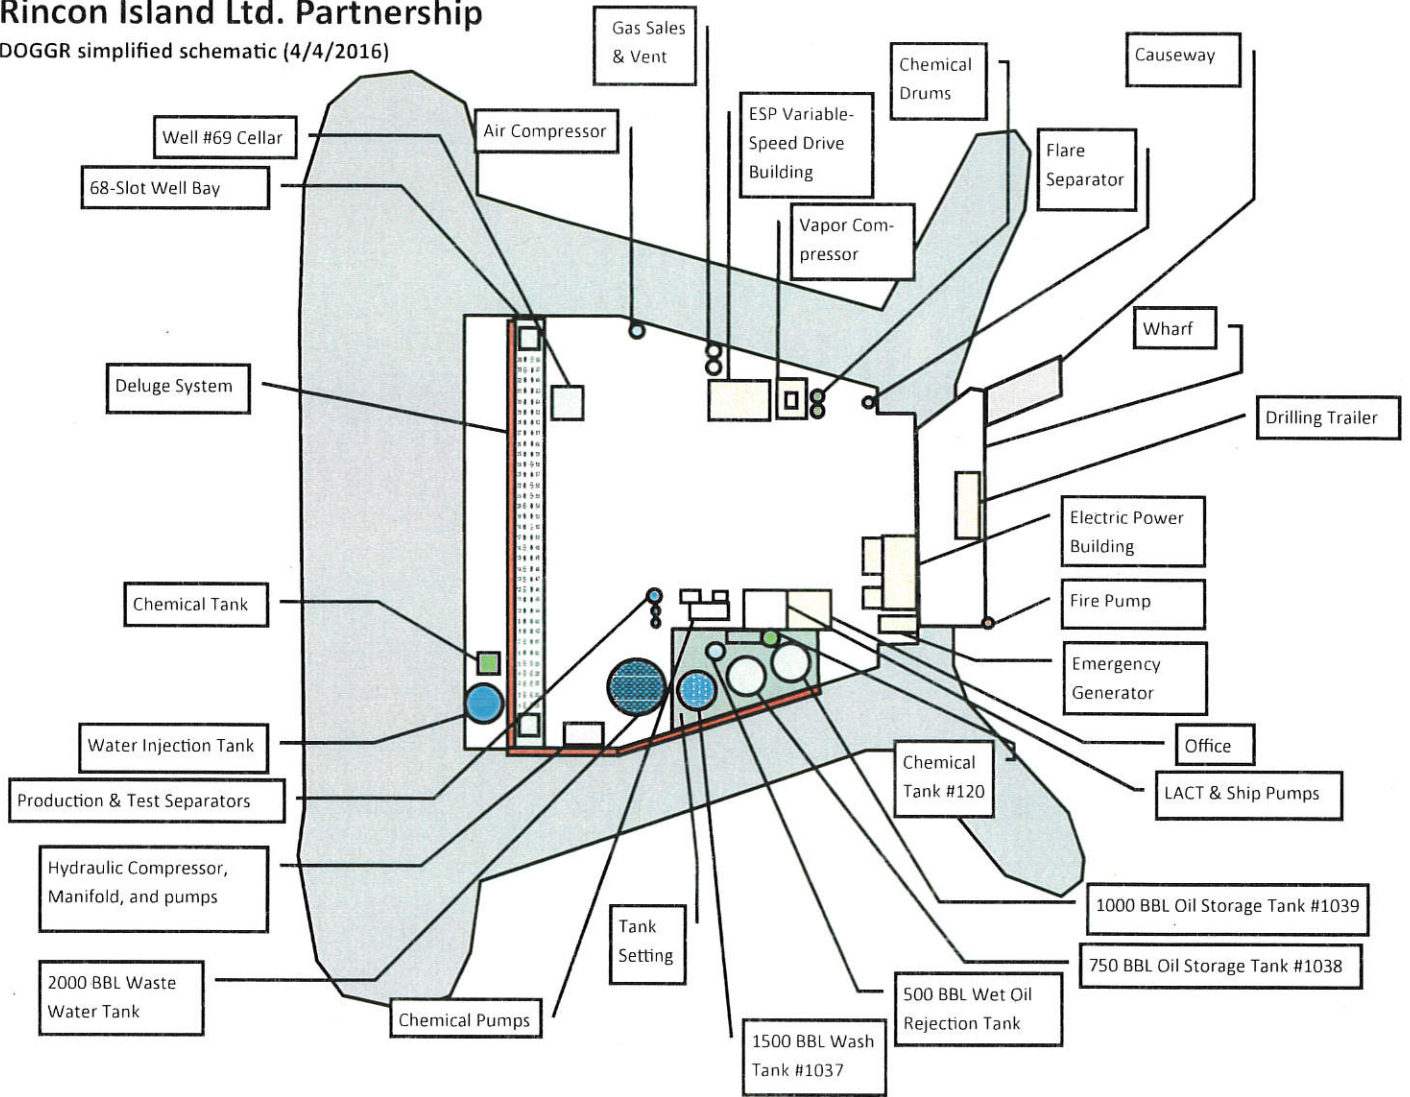 Rincon Island Ltd. Partnership
DOGGR simplified schematic (4/4/2016)
Gas Sales
& Vent
Chemical
Drums
Causeway
Well #69 Cellar
Air Compressor
ESP Variable-
Speed Drive
Building
Flare
Separator
68-Slot Well Bay
Vapor Com-
pressor
Wharf
Deluge System
Drilling Trailer
Electric Power
Building
Chemical Tank
Fire Pump
Emergency
Generator
Water Injection Tank
Office
Chemical
Tank #120
LACT & Ship Pumps
Production & Test Separators
Hydraulic Compressor,
Manifold, and pumps
1000 BBL Oil Storage Tank #1039
Tank
Setting
750 BBL Oil Storage Tank #1038
2000 BBL Waste
Water Tank
500 BBL Wet Oil
Rejection Tank
Chemical Pumps
1500 BBL Wash
Tank #1037